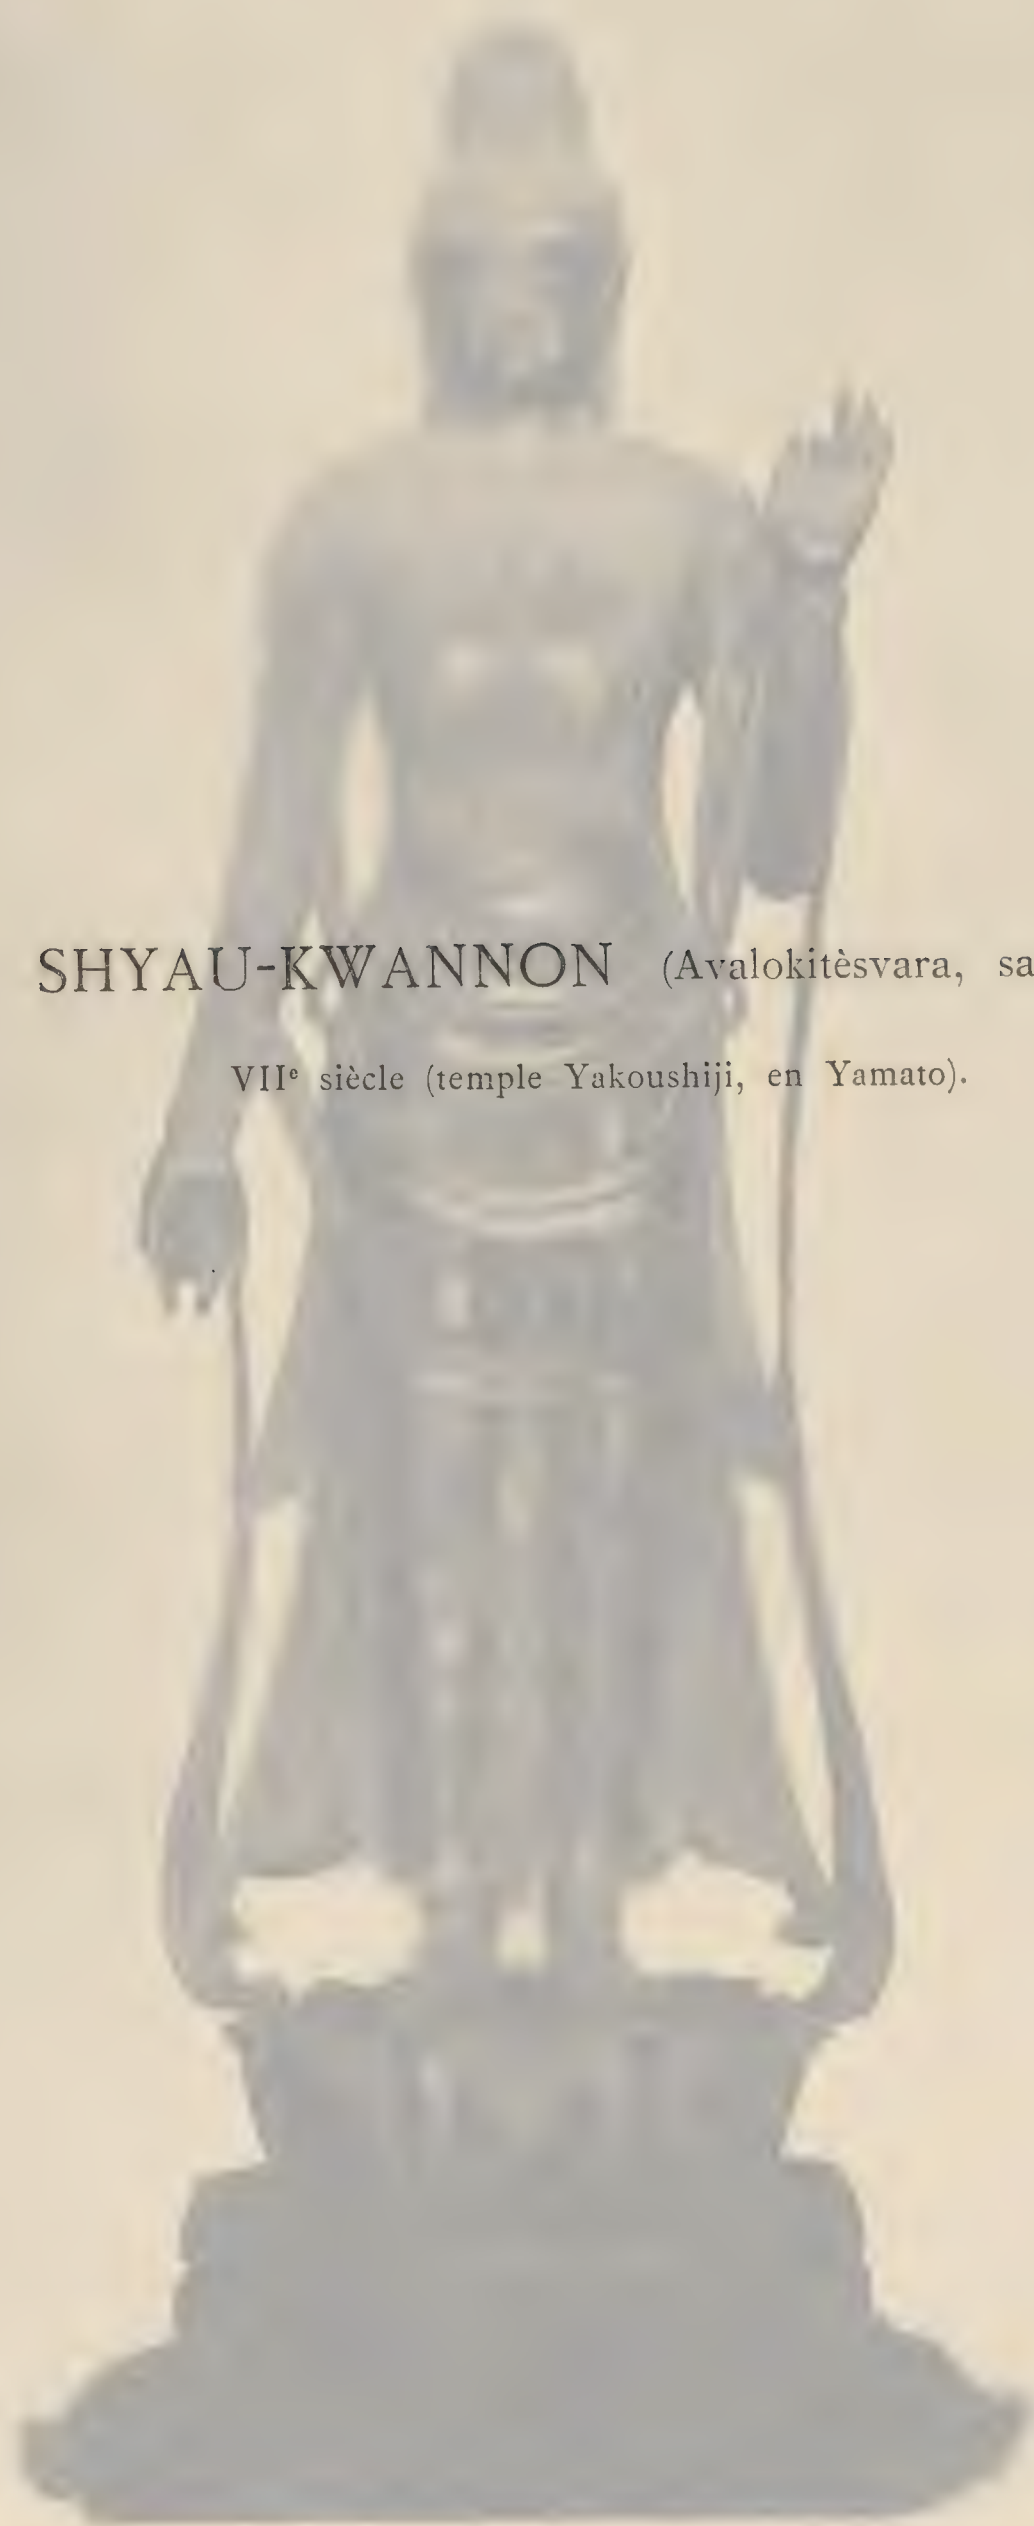 SHYAU-KWANNON (Avalokitèsvara, sa
VIIᵉ siècle (temple Yakoushiji, en Yamato).